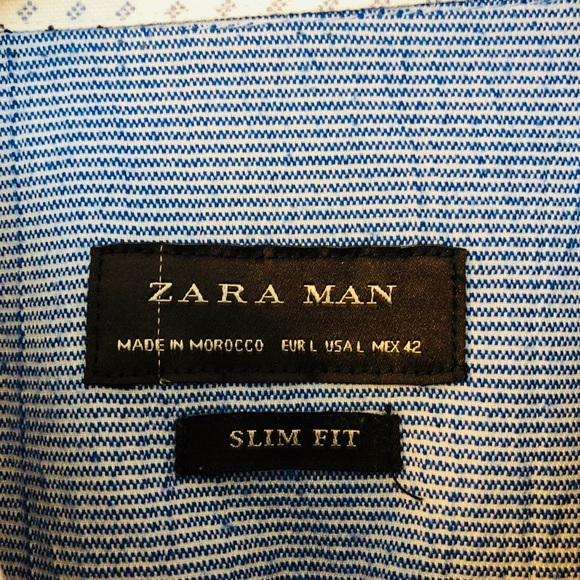 ZARA MAN
MADE IN MOROCCO EUR L USA L MEX 42
SLIM FIT